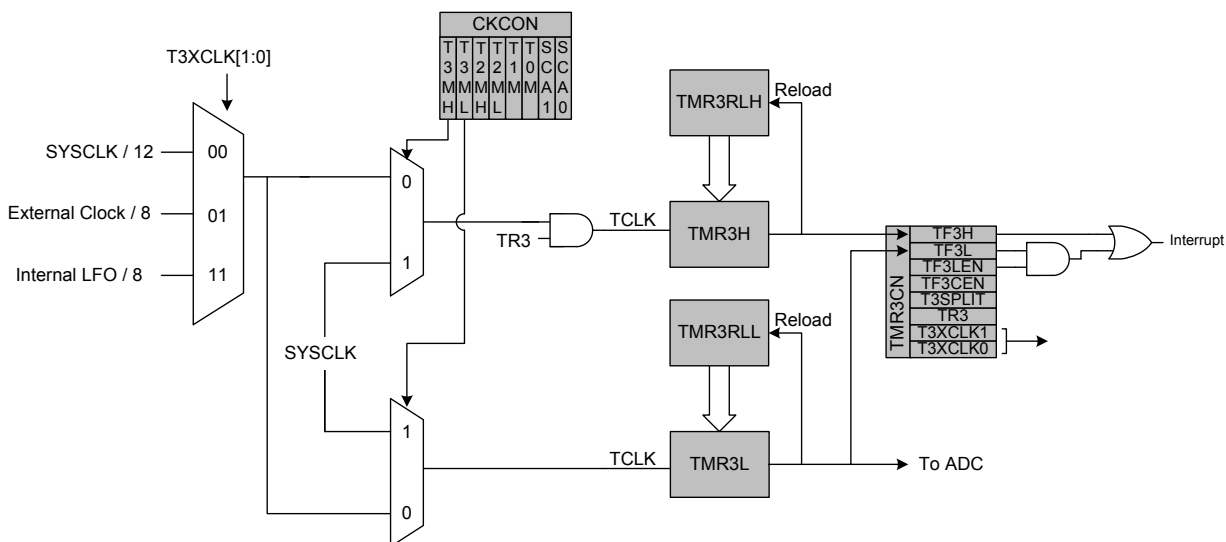 CKCON
T3MH
T3ML
T2MH
T2ML
T1M
T0M
SCA1
SCA0
T3XCLK[1:0]
SYSCLK / 12
00
External Clock / 8
01
Internal LFO / 8
11
0
1
TR3
TCLK
TMR3RLH
Reload
TMR3H
SYSCLK
1
0
TCLK
TMR3RLL
Reload
TMR3L
To ADC
TMR3CN
TF3H
TF3L
TF3LEN
TF3CEN
T3SPLIT
TR3
T3XCLK1
T3XCLK0
Interrupt